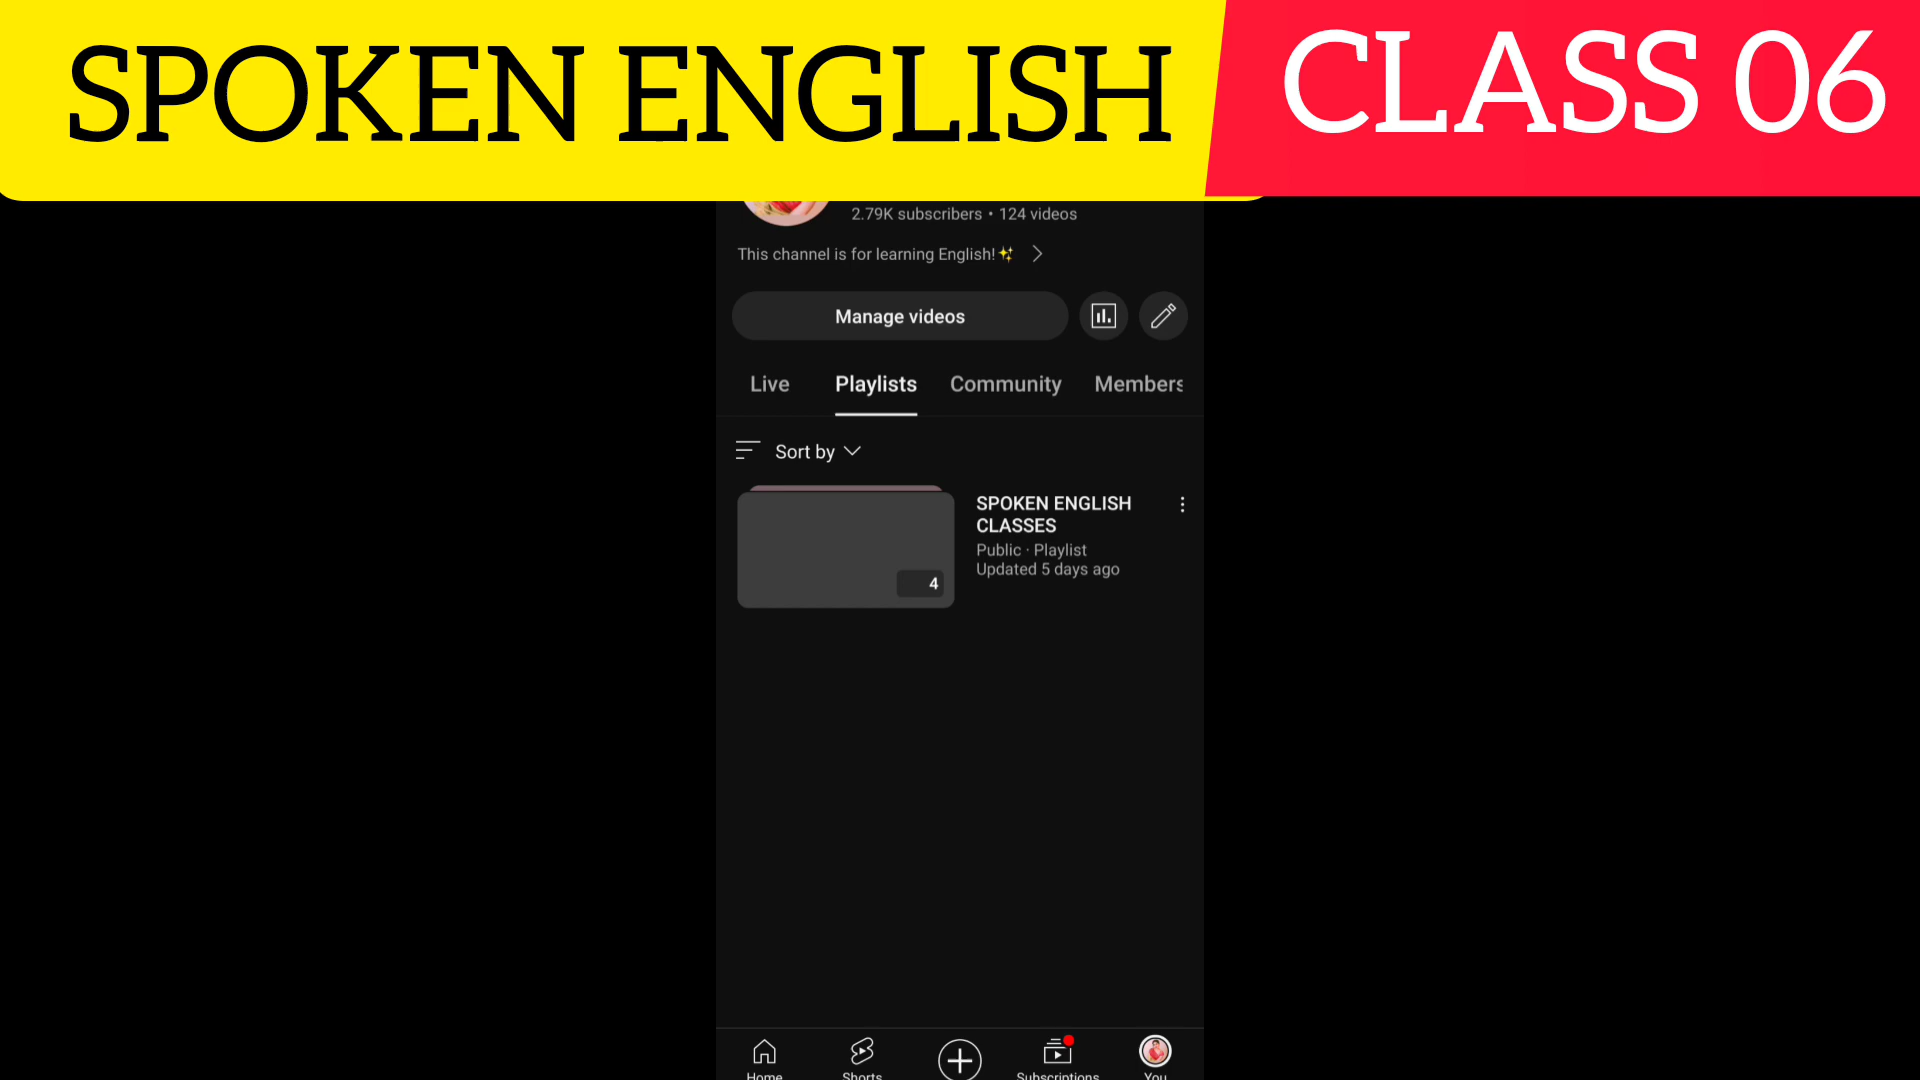 SPOKEN ENGLISH
CLASS 06
2.79K subscribers • 124 videos
This channel is for learning English!✨
Manage videos
Live Playlists Community Members
Sort by
SPOKEN ENGLISH
CLASSES
Public · Playlist
Updated 5 days ago
4
Home Shorts Subscriptions You